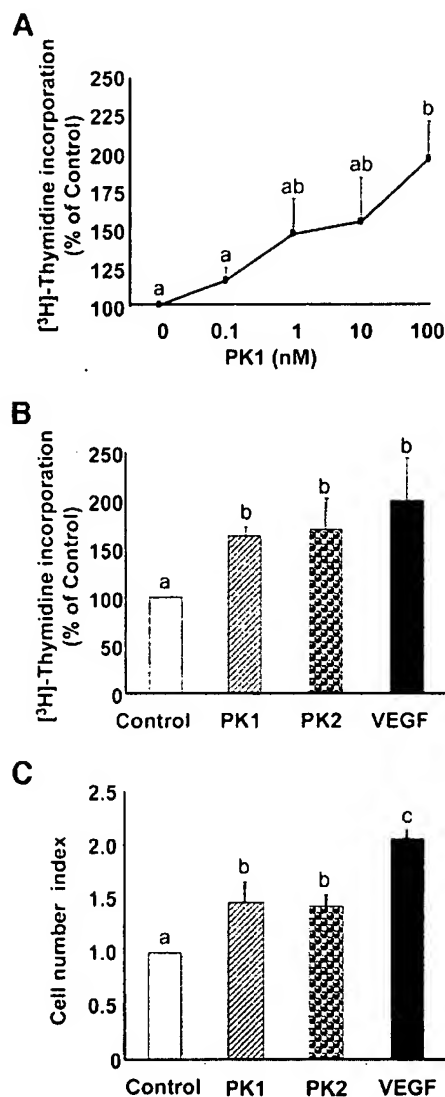 A
[³H]-Thymidine incorporation
(% of Control)
250
200
150
125
100
a
a
ab
ab
b
0
0.1
1
10
100
PK1 (nM)
B
[³H]-Thymidine incorporation
(% of Control)
250
200
150
100
50
0
a
b
b
b
Control
PK1
PK2
VEGF
C
Cell number index
2.5
2.0
1.5
1.0
0.5
0
a
b
b
c
Control
PK1
PK2
VEGF